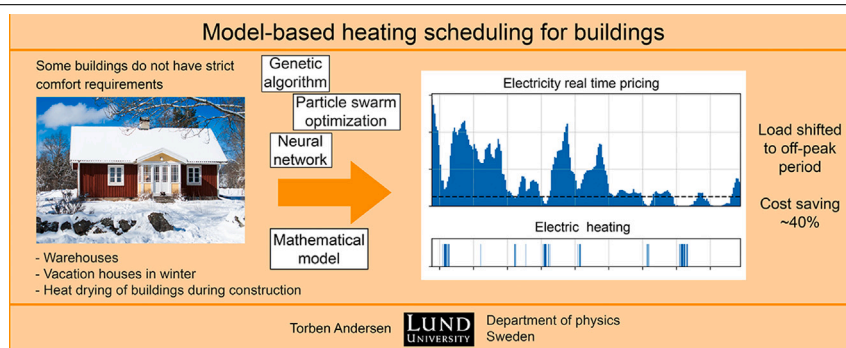 Model-based heating scheduling for buildings
Some buildings do not have strict
comfort requirements
- Warehouses
- Vacation houses in winter
- Heat drying of buildings during construction
Genetic
algorithm
Particle swarm
optimization
Neural
network
Mathematical
model
Electricity real time pricing
Electric heating
Load shifted
to off-peak
period
Cost saving
~40%
Torben Andersen
LUND
UNIVERSITY
Department of physics
Sweden